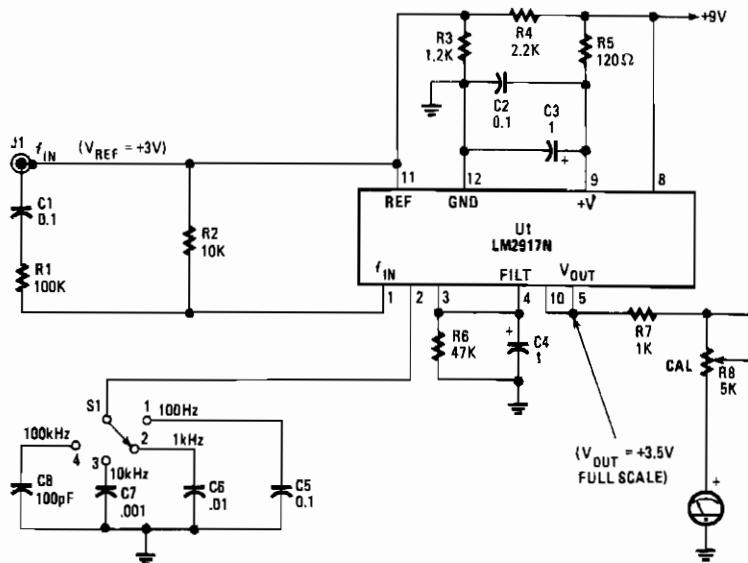 +9V
R3
1.2K
R4
2.2K
R5
120Ω
C2
0.1
C3
1
+
J1
fIN
(VREF = +3V)
C1
0.1
R1
100K
R2
10K
11
12
9
8
REF
GND
+V
U1
LM2917N
fIN
FILT
VOUT
1
2
3
4
10
5
R6
47K
+
C4
1
R7
1K
CAL
R8
5K
S1
1
100Hz
2
1kHz
3
10kHz
100kHz
4
C8
100pF
C7
.001
C6
.01
C5
0.1
(VOUT = +3.5V
FULL SCALE)
+